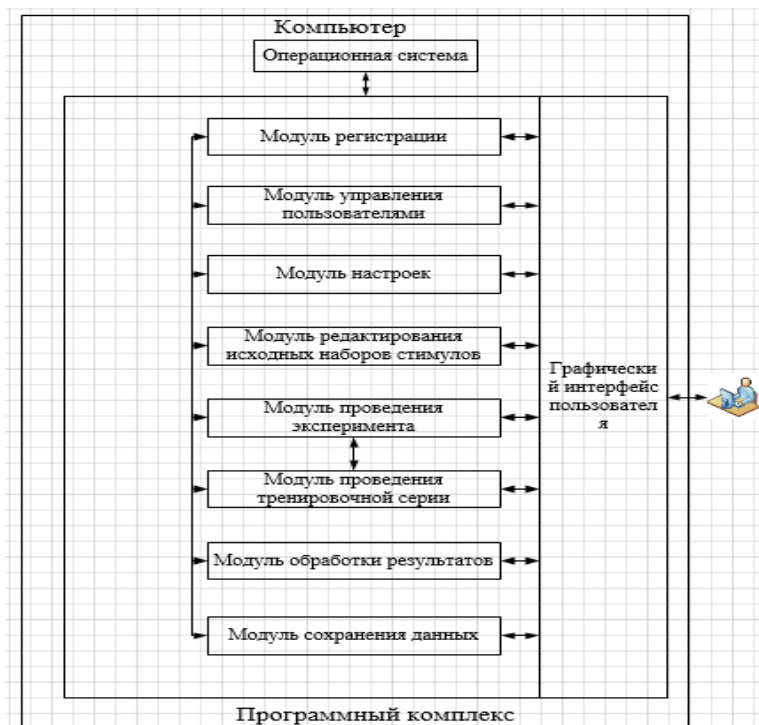 Компьютер
Операционная система
Модуль регистрации
Модуль управления
пользователями
Модуль настроек
Модуль редактирования
исходных наборов стимулов
Графически
й интерфейс
пользовател
я
Модуль проведения
эксперимента
Модуль проведения
тренировочной серии
Модуль обработки результатов
Модуль сохранения данных
Программный комплекс